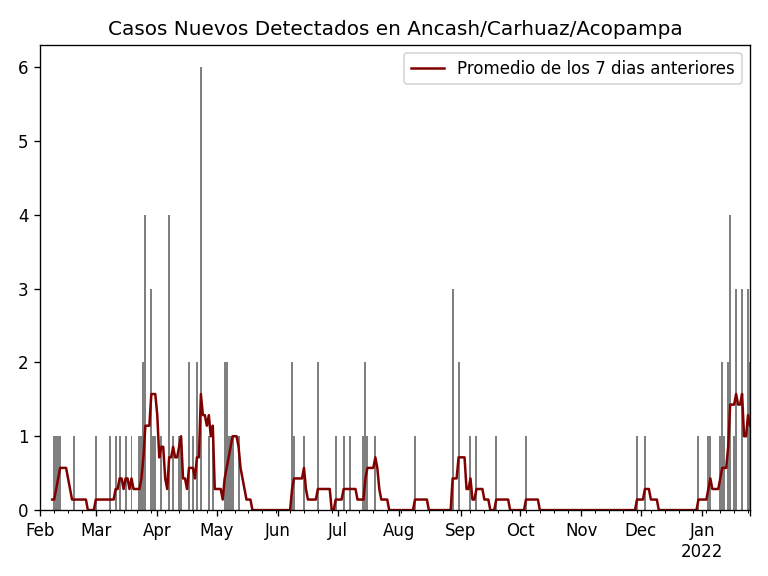 Casos Nuevos Detectados en Ancash/Carhuaz/Acopampa
Promedio de los 7 dias anteriores
6
5
4
3
2
1
0
Feb Mar Apr May Jun Jul Aug Sep Oct Nov Dec Jan
2022